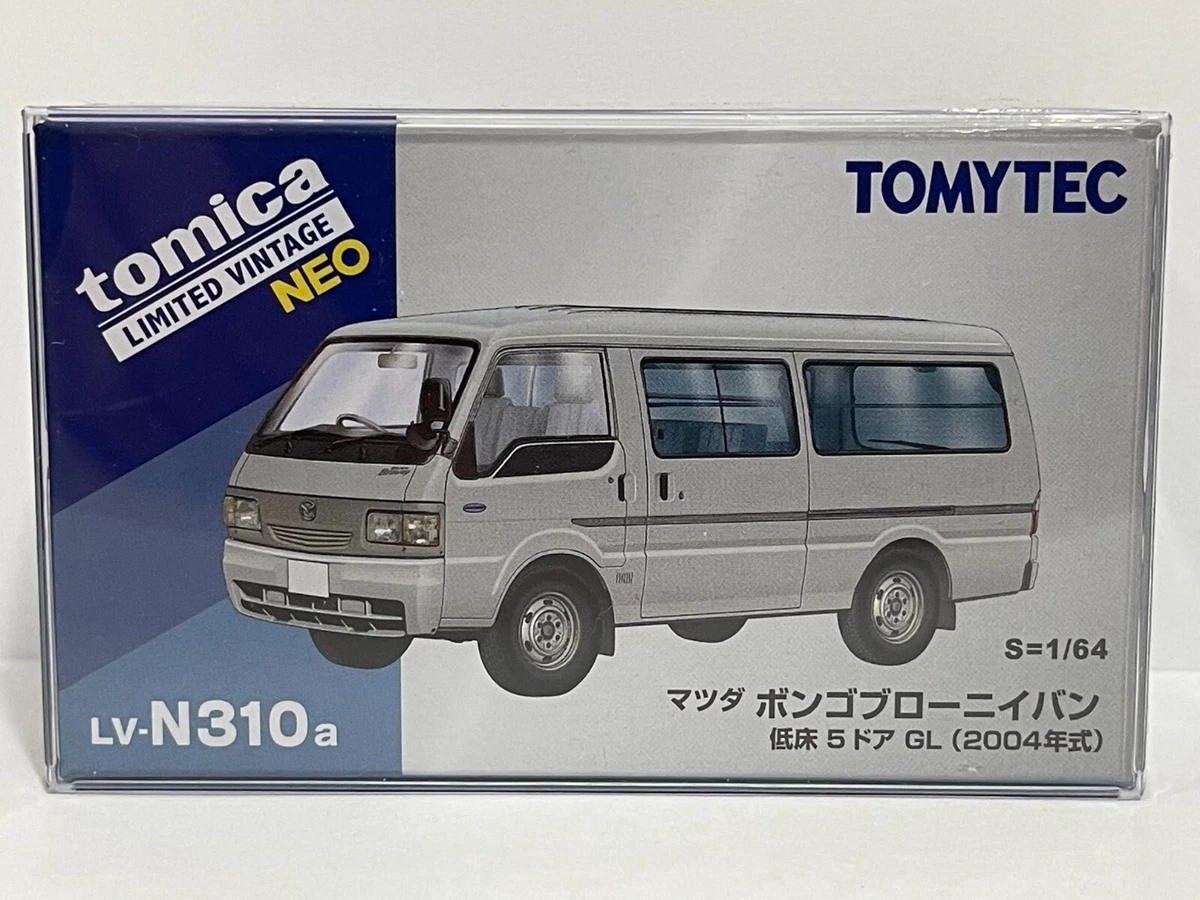 tomica
LIMITED VINTAGE
NEO
TOMYTEC
S=1/64
LV-N310a
マツダ ボンゴブローニイバン
低床 5ドア GL (2004年式)